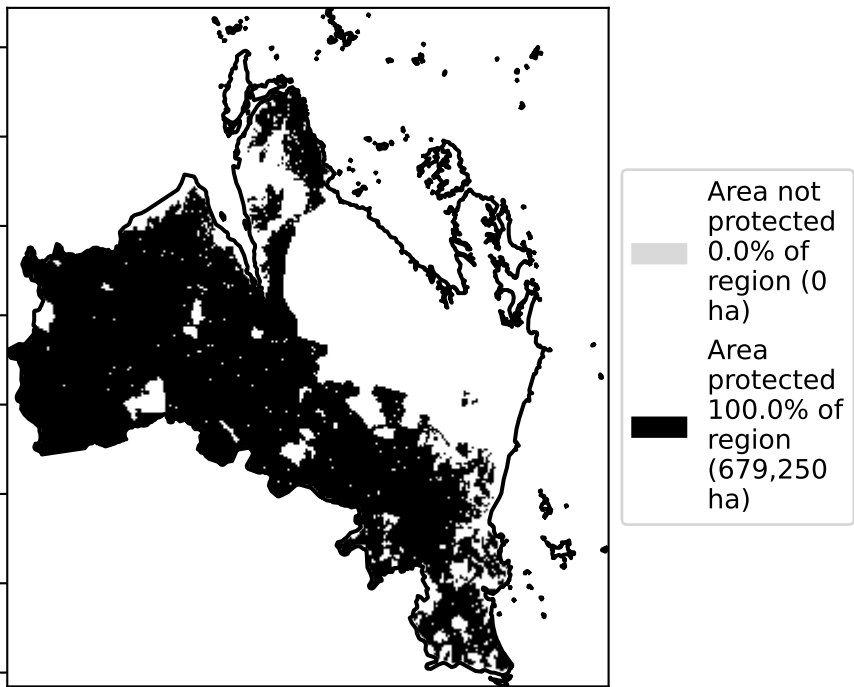 Area not
protected
0.0% of
region (0
ha)
Area
protected
100.0% of
region
(679,250
ha)